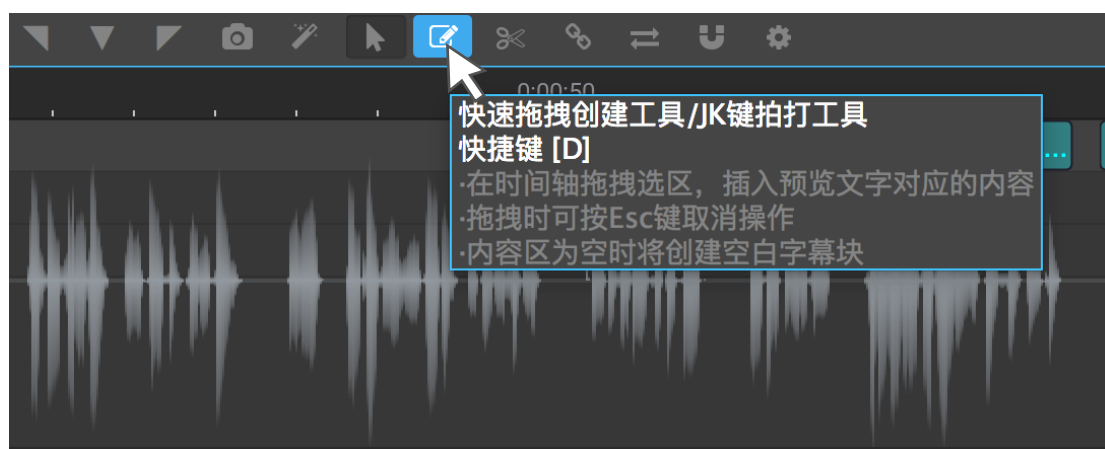 0:00:50
快速拖拽创建工具/JK键拍打工具
快捷键 [D]
·在时间轴拖拽选区，插入预览文字对应的内容
·拖拽时可按Esc键取消操作
·内容区为空时将创建空白字幕块
...